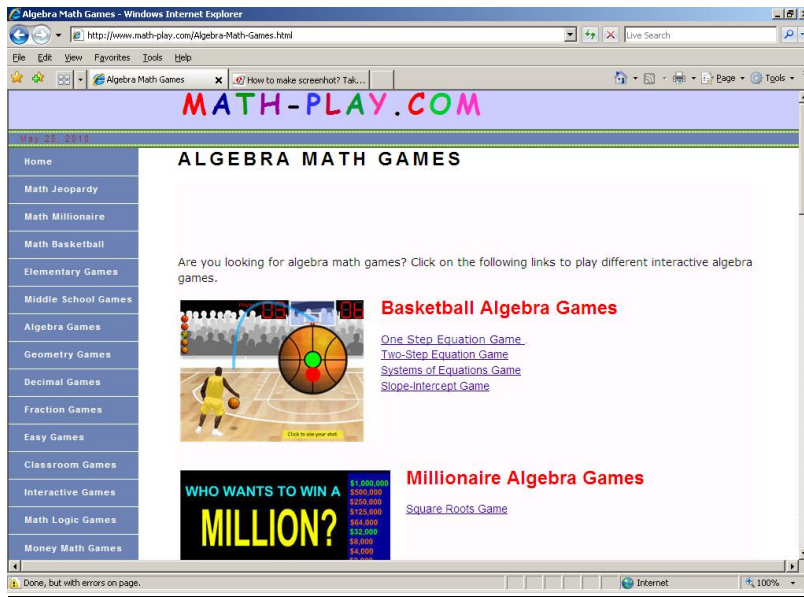 Algebra Math Games - Windows Internet Explorer
http://www.math-play.com/Algebra-Math-Games.html
Live Search
File Edit View Favorites Tools Help
Algebra Math Games
How to make screenhot? Tak...
Page Tools
MATH-PLAY.COM
May 25, 2010
Home
Math Jeopardy
Math Millionaire
Math Basketball
Elementary Games
Middle School Games
Algebra Games
Geometry Games
Decimal Games
Fraction Games
Easy Games
Classroom Games
Interactive Games
Math Logic Games
Money Math Games
ALGEBRA MATH GAMES
Are you looking for algebra math games? Click on the following links to play different interactive algebra
games.
Click to aim your shot.
Basketball Algebra Games
One Step Equation Game
Two-Step Equation Game
Systems of Equations Game
Slope-Intercept Game
WHO WANTS TO WIN A
MILLION?
$1,000,000
$500,000
$250,000
$125,000
$64,000
$32,000
$8,000
$4,000
Millionaire Algebra Games
Square Roots Game
Done, but with errors on page.
Internet
100%